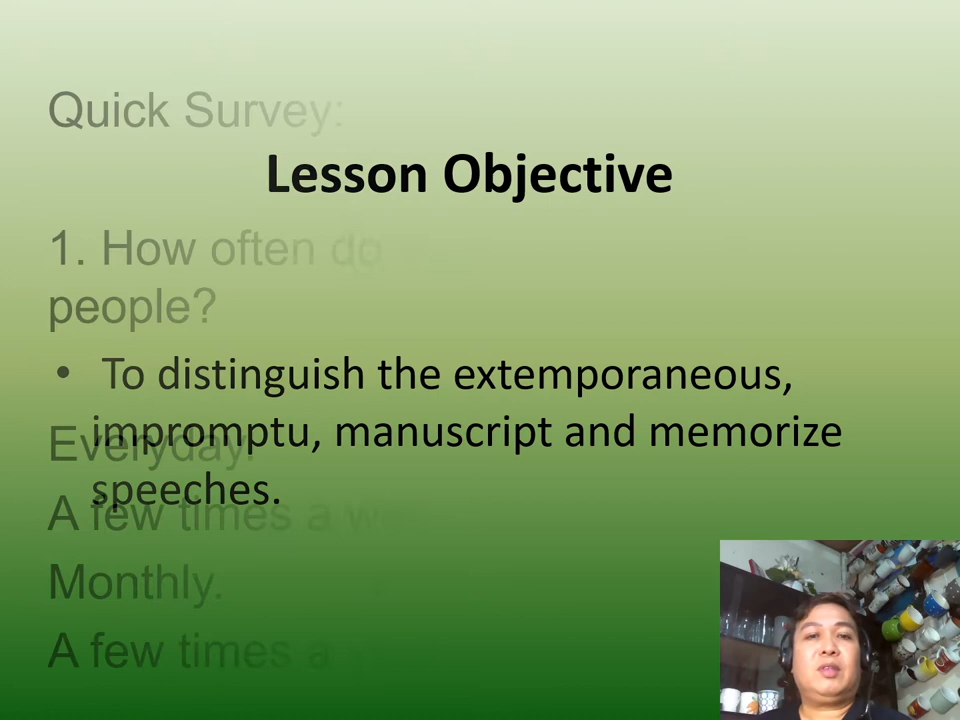 Quick Survey:
Lesson Objective
1. How often do
people?
• To distinguish the extemporaneous,
impromptu, manuscript and memorize
speeches.
Everyday.
A few times a
Monthly.
A few times a